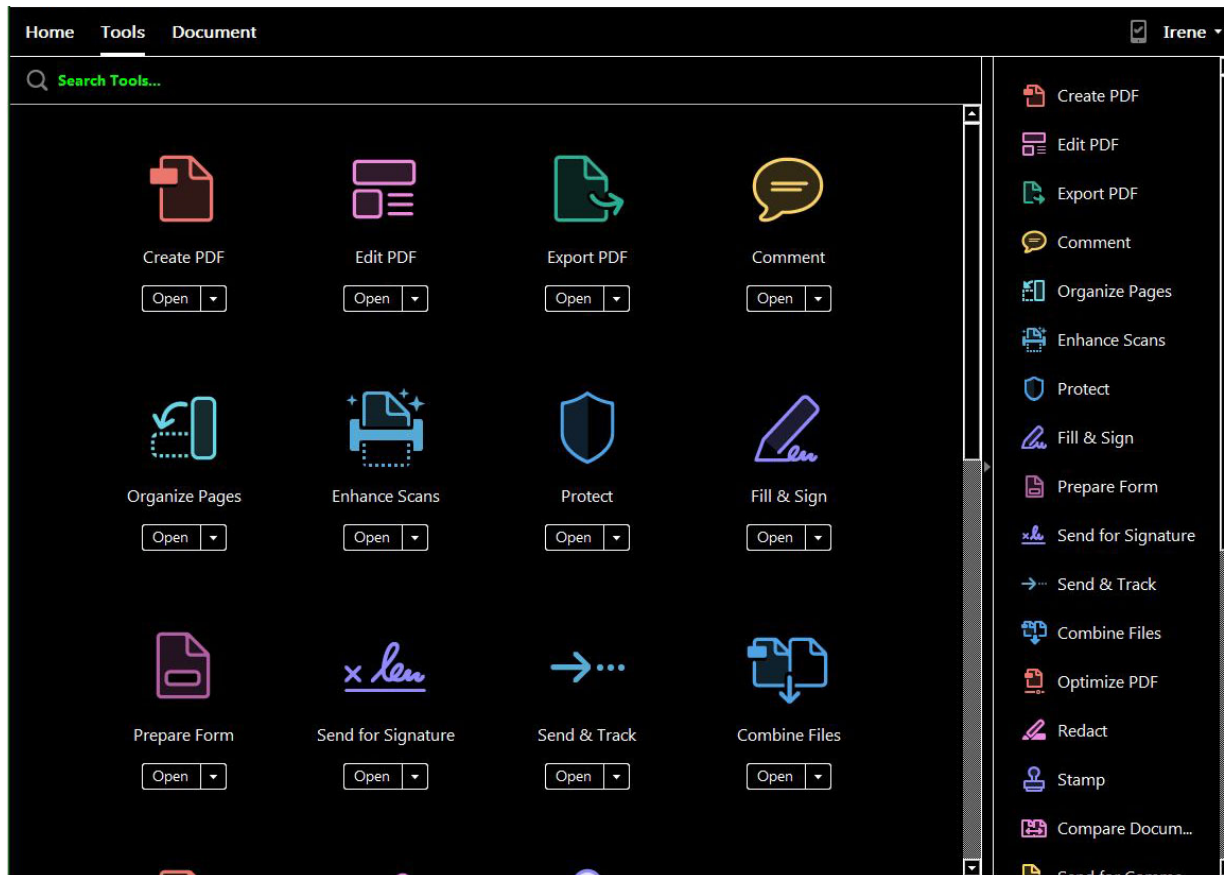 Home Tools Document Irene
Search Tools...
Create PDF Edit PDF Export PDF Comment
Open Open Open Open
Organize Pages Enhance Scans Protect Fill & Sign
Open Open Open Open
Prepare Form Send for Signature Send & Track Combine Files
Open Open Open Open
Create PDF
Edit PDF
Export PDF
Comment
Organize Pages
Enhance Scans
Protect
Fill & Sign
Prepare Form
Send for Signature
Send & Track
Combine Files
Optimize PDF
Redact
Stamp
Compare Docum...